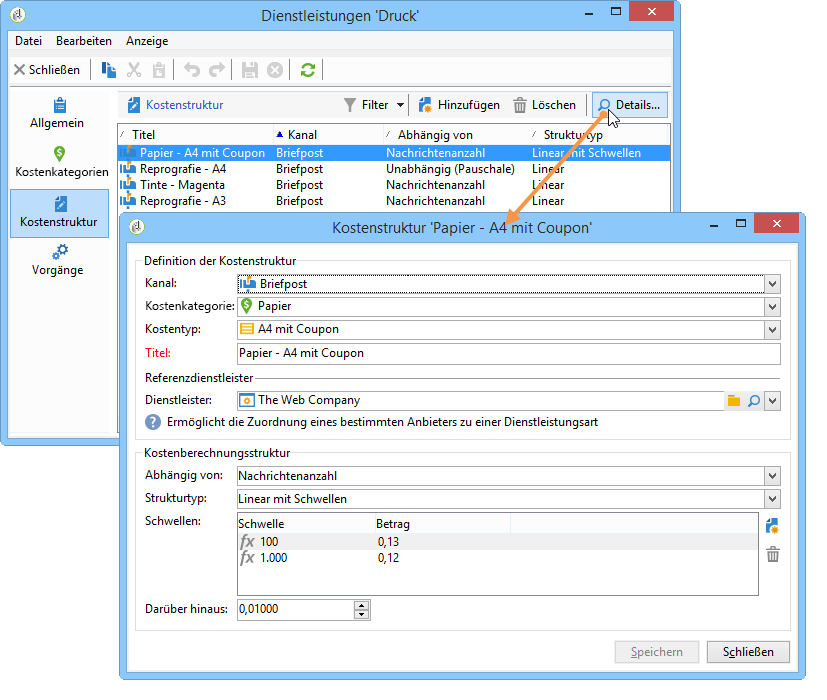 Dienstleistungen 'Druck'
Datei Bearbeiten Anzeige
Schließen
Allgemein
Kostenkategorien
Kostenstruktur
Vorgänge
Kostenstruktur Filter Hinzufügen Löschen Details...
Titel Kanal Abhängig von Strukturtyp
Papier - A4 mit Coupon Briefpost Nachrichtenanzahl Linear mit Schwellen
Reprografie - A4 Briefpost Unabhängig (Pauschale) Linear
Tinte - Magenta Briefpost Nachrichtenanzahl Linear
Reprografie - A3 Briefpost Nachrichtenanzahl Linear
Kostenstruktur 'Papier - A4 mit Coupon'
Definition der Kostenstruktur
Kanal: Briefpost
Kostenkategorie: Papier
Kostentyp: A4 mit Coupon
Titel: Papier - A4 mit Coupon
Referenzdienstleister
Dienstleister: The Web Company
? Ermöglicht die Zuordnung eines bestimmten Anbieters zu einer Dienstleistungsart
Kostenberechnungsstruktur
Abhängig von: Nachrichtenanzahl
Strukturtyp: Linear mit Schwellen
Schwellen: Schwelle Betrag
fx 100 0,13
fx 1.000 0,12
Darüber hinaus: 0,01000
Speichern Schließen